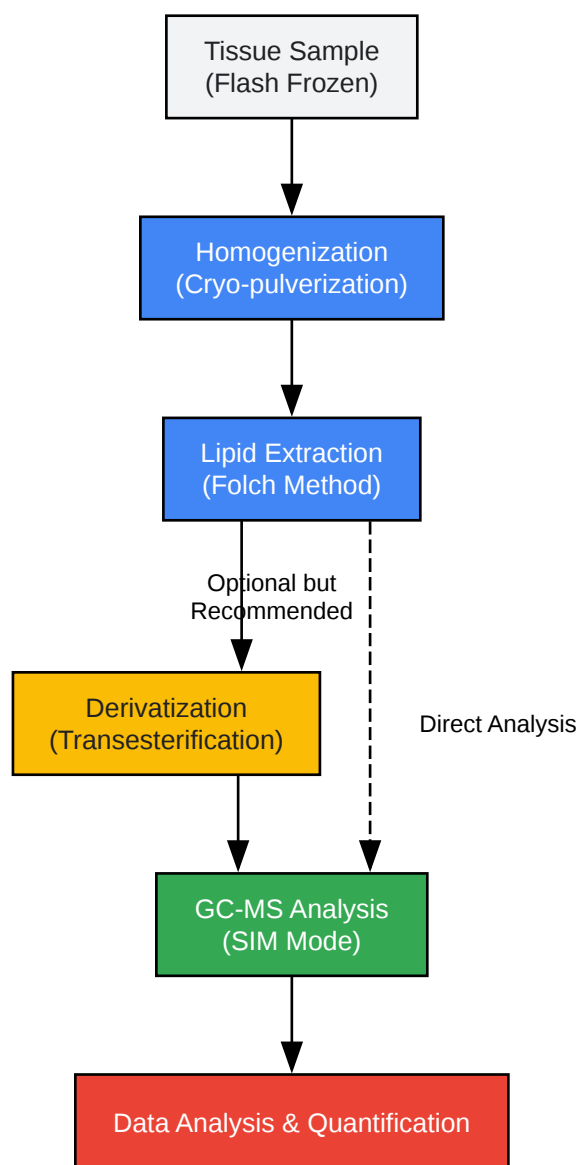 Tissue Sample
(Flash Frozen)
Homogenization
(Cryo-pulverization)
Lipid Extraction
(Folch Method)
Optional but
Recommended
Derivatization
(Transesterification)
Direct Analysis
GC-MS Analysis
(SIM Mode)
Data Analysis & Quantification